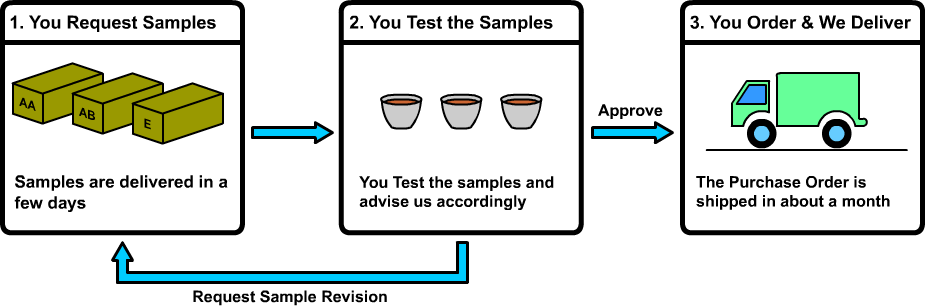 1. You Request Samples
AA
AB
E
Samples are delivered in a
few days
2. You Test the Samples
You Test the samples and
advise us accordingly
Approve
3. You Order & We Deliver
The Purchase Order is
shipped in about a month
Request Sample Revision